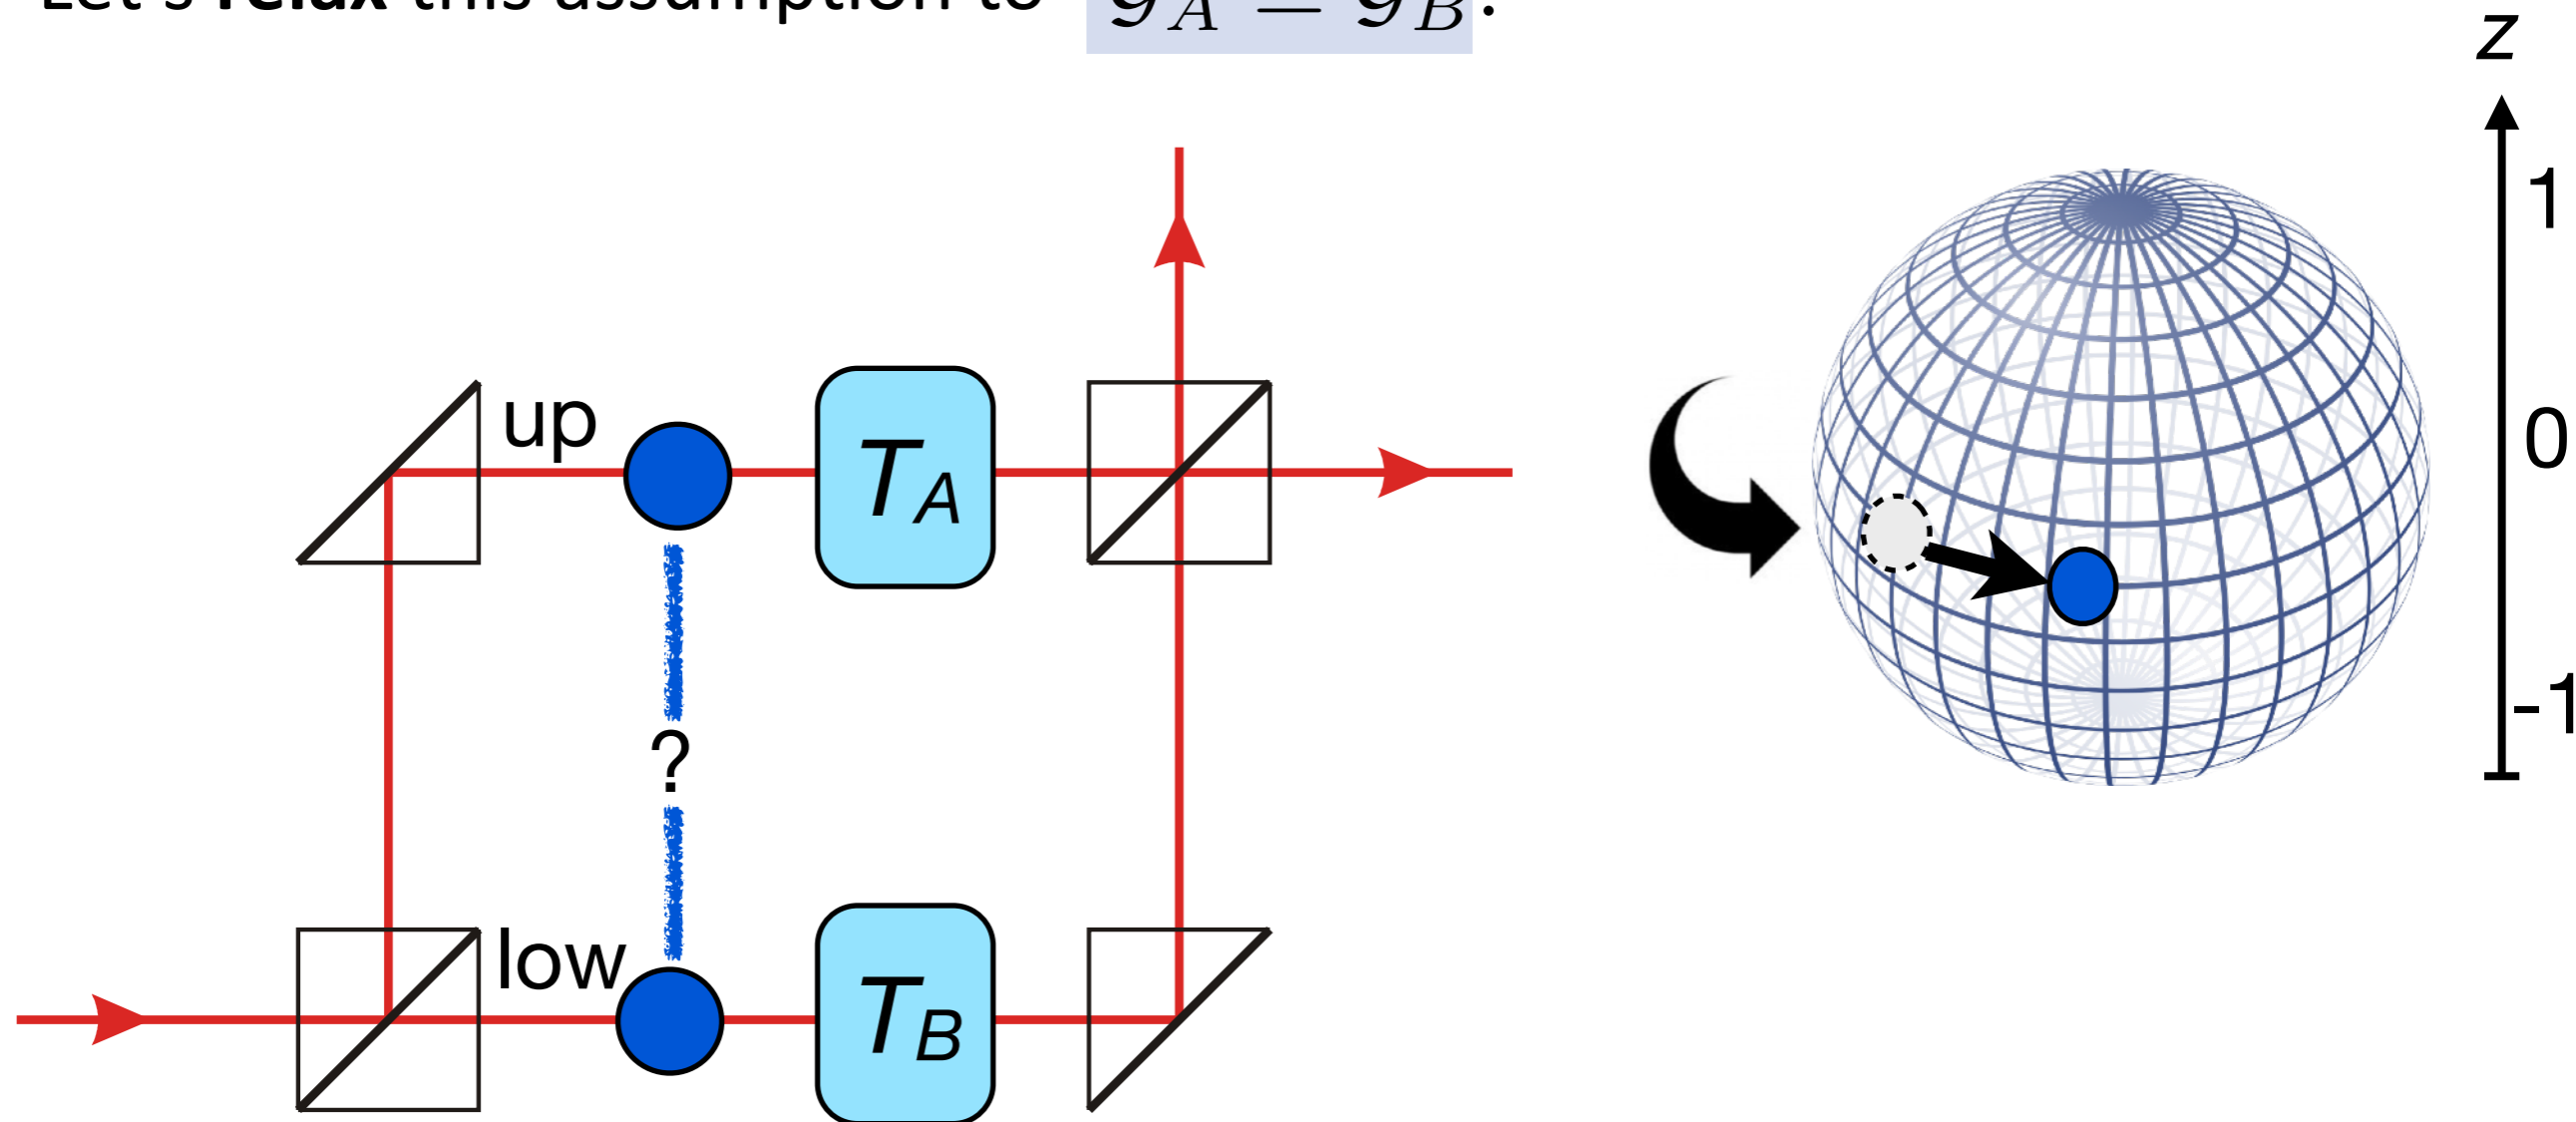 Let's relax this assumption to 𝒢_A = 𝒢_B.
z
1
up
T_A
0
?
-1
low
T_B